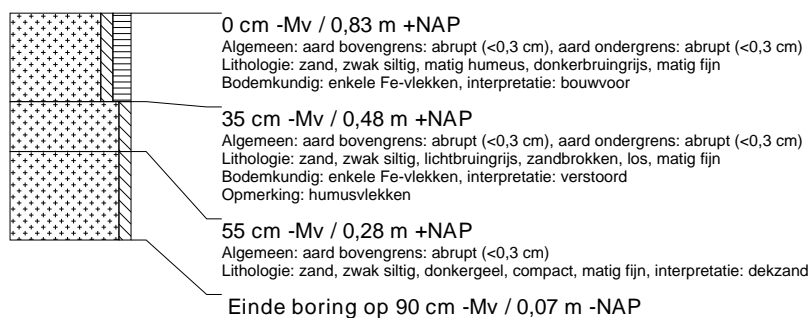 0 cm -Mv / 0,83 m +NAP
Algemeen: aard bovengrens: abrupt (<0,3 cm), aard ondergrens: abrupt (<0,3 cm)
Lithologie: zand, zwak siltig, matig humeus, donkerbruingrijs, matig fijn
Bodemkundig: enkele Fe-vlekken, interpretatie: bouwvoor
35 cm -Mv / 0,48 m +NAP
Algemeen: aard bovengrens: abrupt (<0,3 cm), aard ondergrens: abrupt (<0,3 cm)
Lithologie: zand, zwak siltig, lichtbruingrijs, zandbrokken, los, matig fijn
Bodemkundig: enkele Fe-vlekken, interpretatie: verstoord
Opmerking: humusvlekken
55 cm -Mv / 0,28 m +NAP
Algemeen: aard bovengrens: abrupt (<0,3 cm)
Lithologie: zand, zwak siltig, donkergeel, compact, matig fijn, interpretatie: dekzand
Einde boring op 90 cm -Mv / 0,07 m -NAP